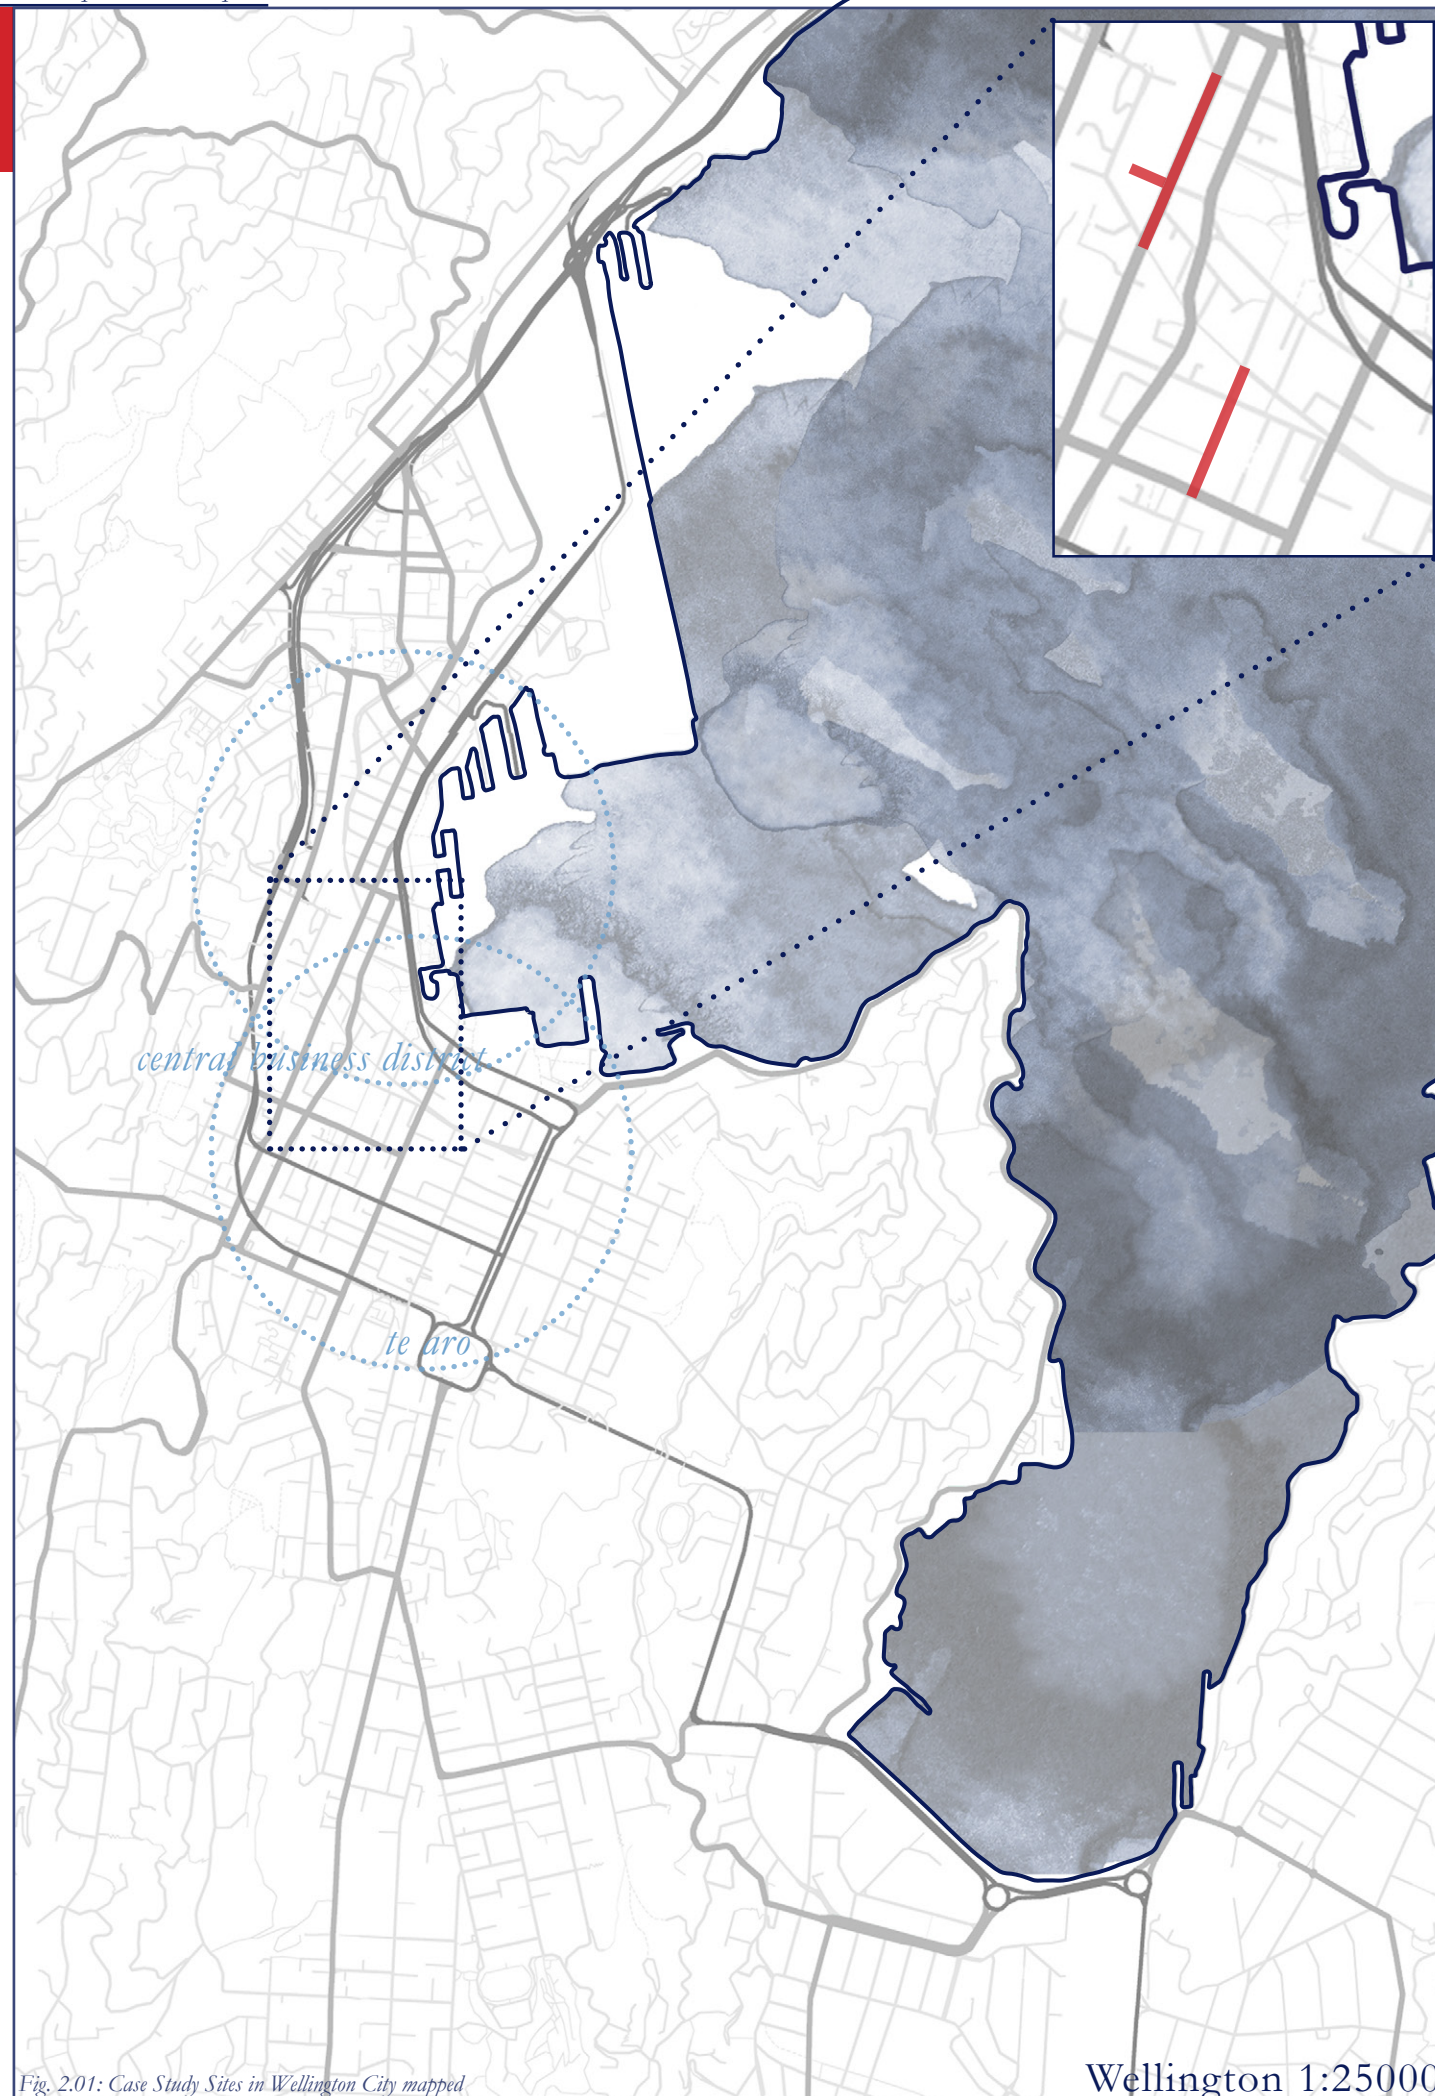 central business district
te aro
Fig. 2.01: Case Study Sites in Wellington City mapped
Wellington 1:25000